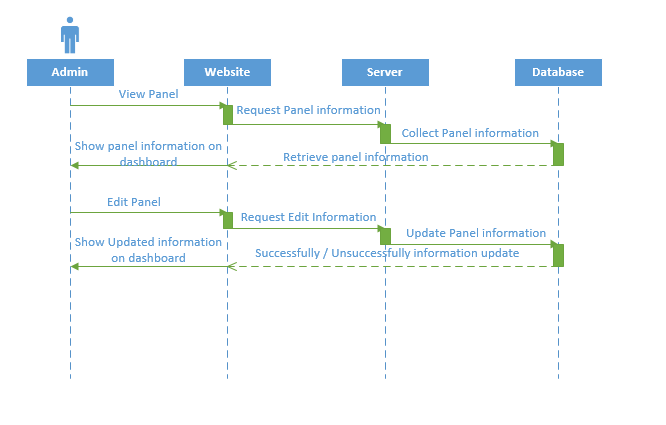 Admin
Website
Server
Database
View Panel
Request Panel information
Collect Panel information
Show panel information on
dashboard
Retrieve panel information
Edit Panel
Request Edit Information
Update Panel information
Show Updated information
on dashboard
Successfully / Unsuccessfully information update